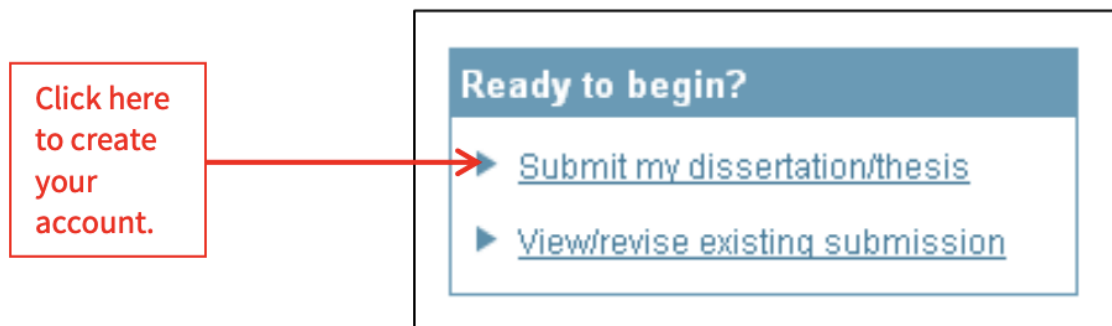 Click here
to create
your
account.
Ready to begin?
Submit my dissertation/thesis
View/revise existing submission